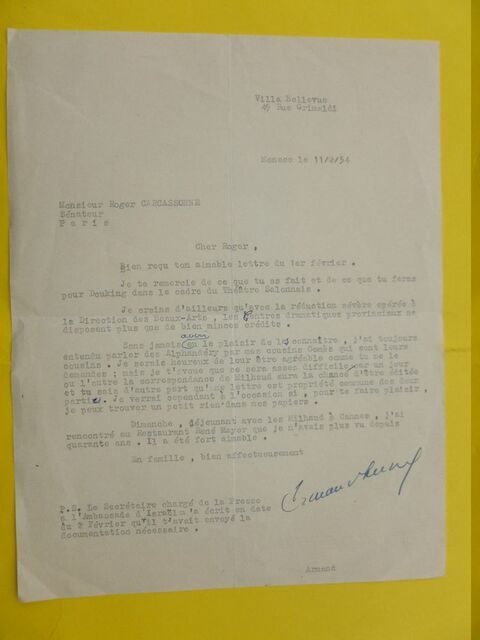 Villa Bellevue
49 Rue Grimaldi
Monaco le 11/2/54
Monsieur Roger CARCASSONNE
Sénateur
Paris
Cher Roger ,
Bien reçu ton aimable lettre du 1er février .
Je te remercie de ce que tu as fait et de ce que tu feras
pour Douking dans le cadre du Théâtre Salonnais .
Je crains d'ailleurs qu'avec la réduction sévère opérée à
la Direction des Beaux-Arts , les Centres dramatiques provinciaux ne
disposent plus que de bien minces crédits .
avoir
Sans jamais eu le plaisir de les connaître , j'ai toujours
entendu parler des Alphandéry par mes cousins Comès qui sont leurs
cousins . Je serais heureux de leur être agréable comme tu me le
demandes ; mais je t'avoue que ce sera assez difficile car un jour
ou l'autre la correspondance de Milhaud aura la chance d'être éditée
et tu sais d'autre part qu'une lettre est propriété commune des deux
parties . Je verrai cependant à l'occasion si , pour te faire plaisir ,
je peux trouver un petit rien dans mes papiers .
Dimanche , déjeunant avec les Milhaud à Cannes , j'ai
rencontré au Restaurant René Mayer que je n'avais plus vu depuis
quarante ans . Il a été fort aimable .
En famille , bien affectueusement
P.S. Le Secrétaire chargé de la Presse
à l'Ambassade d'Israël m'a écrit en date
du 2 Février qu'il t'avait envoyé la
documentation nécessaire .
Armand